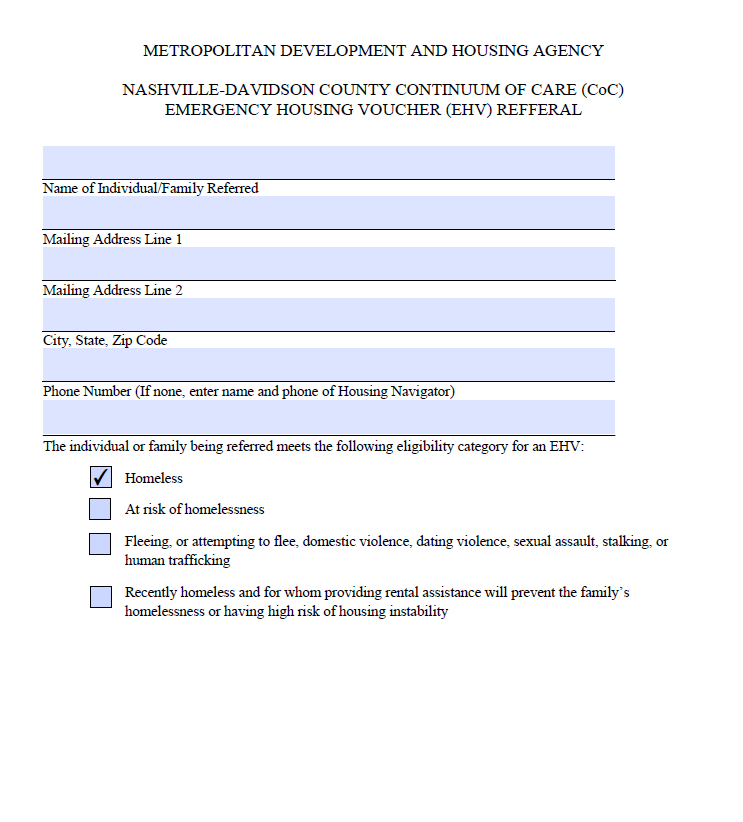 METROPOLITAN DEVELOPMENT AND HOUSING AGENCY
NASHVILLE-DAVIDSON COUNTY CONTINUUM OF CARE (CoC)
EMERGENCY HOUSING VOUCHER (EHV) REFFERAL
Name of Individual/Family Referred
Mailing Address Line 1
Mailing Address Line 2
City, State, Zip Code
Phone Number (If none, enter name and phone of Housing Navigator)
The individual or family being referred meets the following eligibility category for an EHV:
✓ Homeless
At risk of homelessness
Fleeing, or attempting to flee, domestic violence, dating violence, sexual assault, stalking, or
human trafficking
Recently homeless and for whom providing rental assistance will prevent the family’s
homelessness or having high risk of housing instability